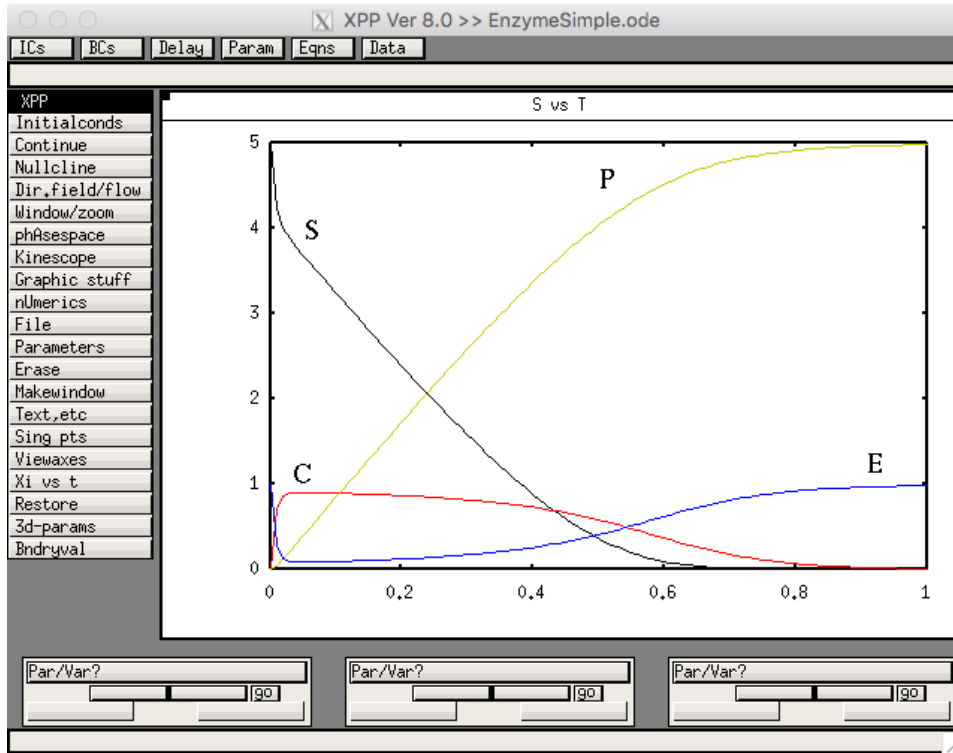 XPP Ver 8.0 >> EnzymeSimple.ode
ICs BCs Delay Param Eqns Data
XPP
Initialconds
Continue
Nullcline
Dir.field/flow
Window/zoom
phAsespace
Kinescope
Graphic stuff
nUmerics
File
Parameters
Erase
Makewindow
Text,etc
Sing pts
Viewaxes
Xi vs t
Restore
3d-params
Bndryval
S vs T
5
4
3
2
1
0
S
P
C
E
0 0.2 0.4 0.6 0.8 1
Par/Var? Par/Var? Par/Var?
go go go